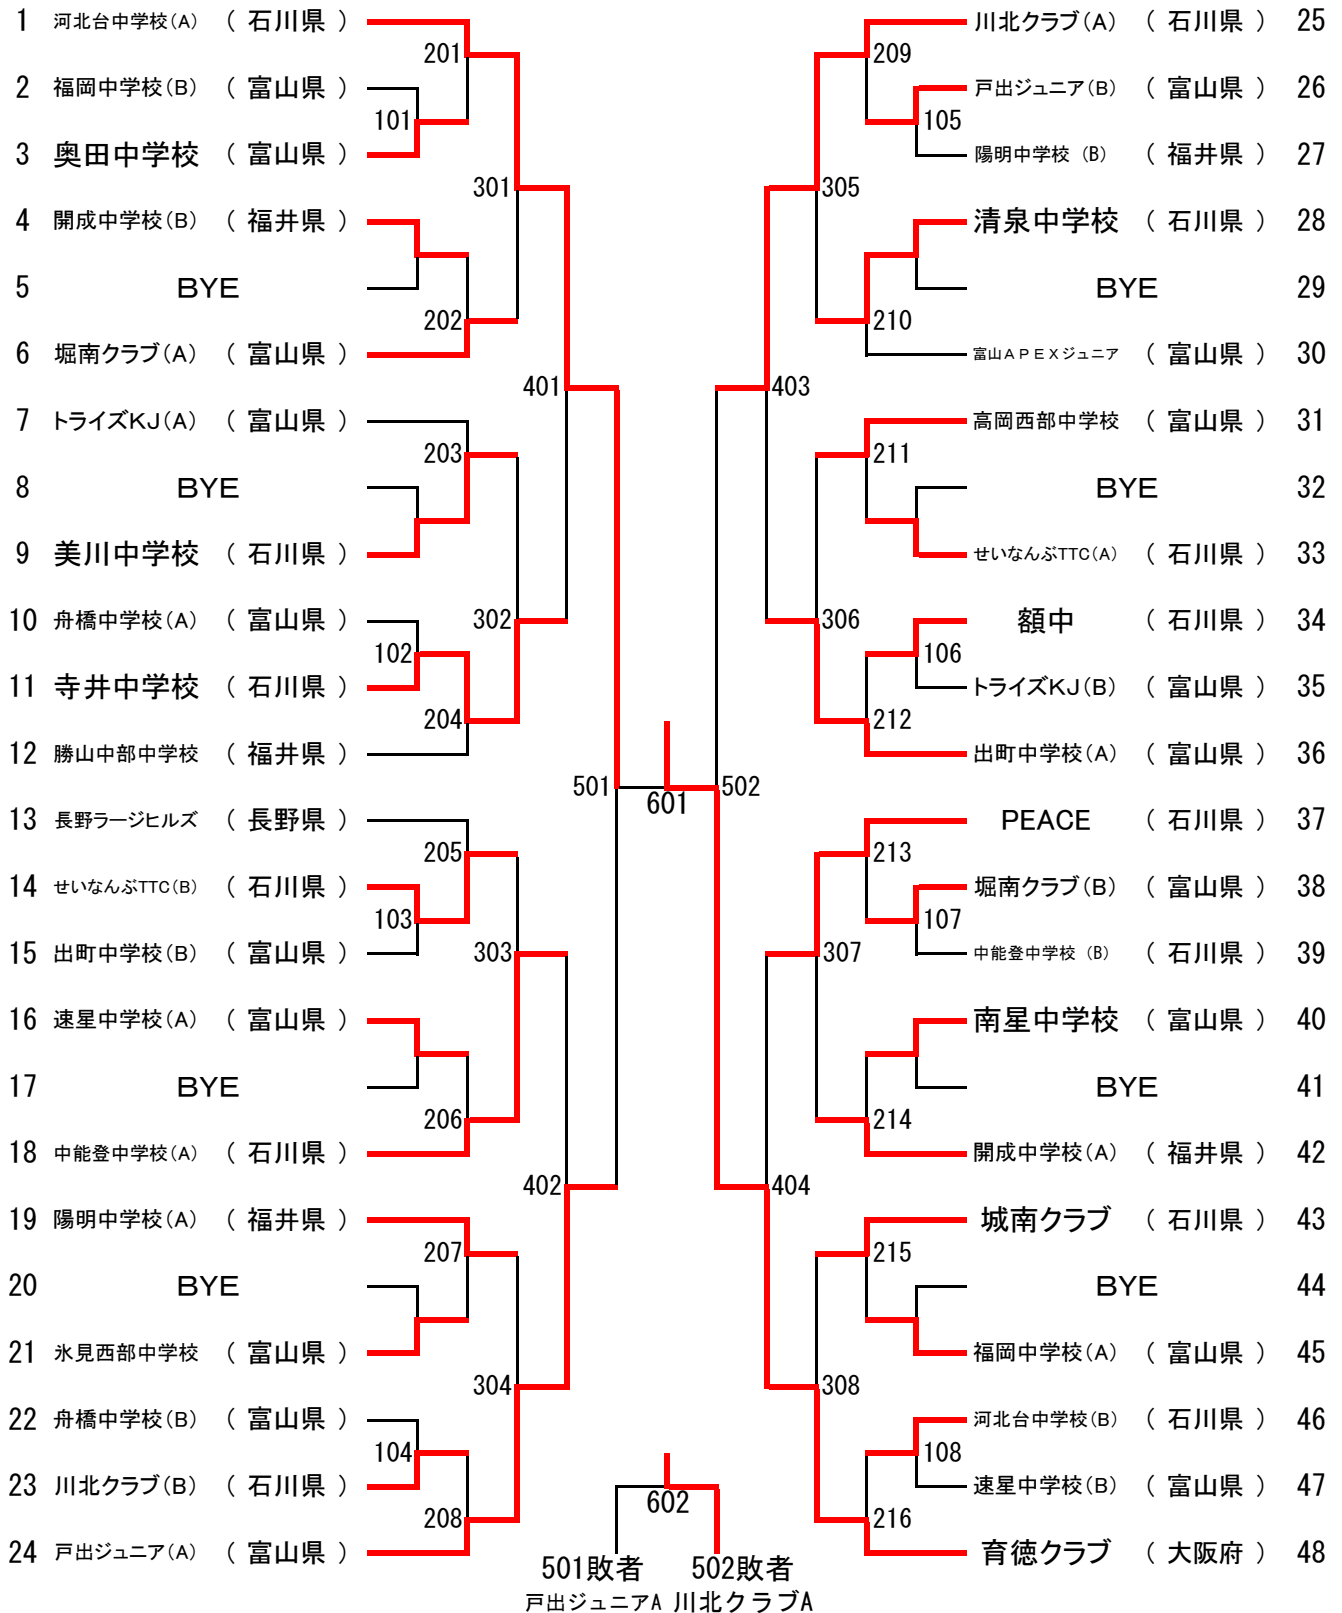 1 河北台中学校(A) ( 石川県 )
201
2 福岡中学校(B) ( 富山県 )
101
3 奥田中学校 ( 富山県 )
301
4 開成中学校(B) ( 福井県 )
5 BYE
202
6 堀南クラブ(A) ( 富山県 )
401
7 トライズKJ(A) ( 富山県 )
203
8 BYE
9 美川中学校 ( 石川県 )
10 舟橋中学校(A) ( 富山県 )
302
102
11 寺井中学校 ( 石川県 )
204
12 勝山中部中学校 ( 福井県 )
501
13 長野ラージヒルズ ( 長野県 )
205
14 せいなんぶTTC(B) ( 石川県 )
103
15 出町中学校(B) ( 富山県 )
303
16 速星中学校(A) ( 富山県 )
17 BYE
206
18 中能登中学校(A) ( 石川県 )
402
19 陽明中学校(A) ( 福井県 )
207
20 BYE
21 氷見西部中学校 ( 富山県 )
304
22 舟橋中学校(B) ( 富山県 )
104
23 川北クラブ(B) ( 石川県 )
208
24 戸出ジュニア(A) ( 富山県 )
601
602
501敗者 502敗者
戸出ジュニアA 川北クラブA
川北クラブ(A) ( 石川県 ) 25
209
戸出ジュニア(B) ( 富山県 ) 26
105
陽明中学校 (B) ( 福井県 ) 27
305
清泉中学校 ( 石川県 ) 28
BYE 29
210
富山APEXジュニア ( 富山県 ) 30
403
高岡西部中学校 ( 富山県 ) 31
211
BYE 32
せいなんぶTTC(A) ( 石川県 ) 33
額中 ( 石川県 ) 34
306
106
トライズKJ(B) ( 富山県 ) 35
212
出町中学校(A) ( 富山県 ) 36
502
PEACE ( 石川県 ) 37
213
堀南クラブ(B) ( 富山県 ) 38
107
中能登中学校 (B) ( 石川県 ) 39
307
南星中学校 ( 富山県 ) 40
BYE 41
214
開成中学校(A) ( 福井県 ) 42
404
城南クラブ ( 石川県 ) 43
215
BYE 44
福岡中学校(A) ( 富山県 ) 45
308
河北台中学校(B) ( 石川県 ) 46
108
速星中学校(B) ( 富山県 ) 47
216
育徳クラブ ( 大阪府 ) 48